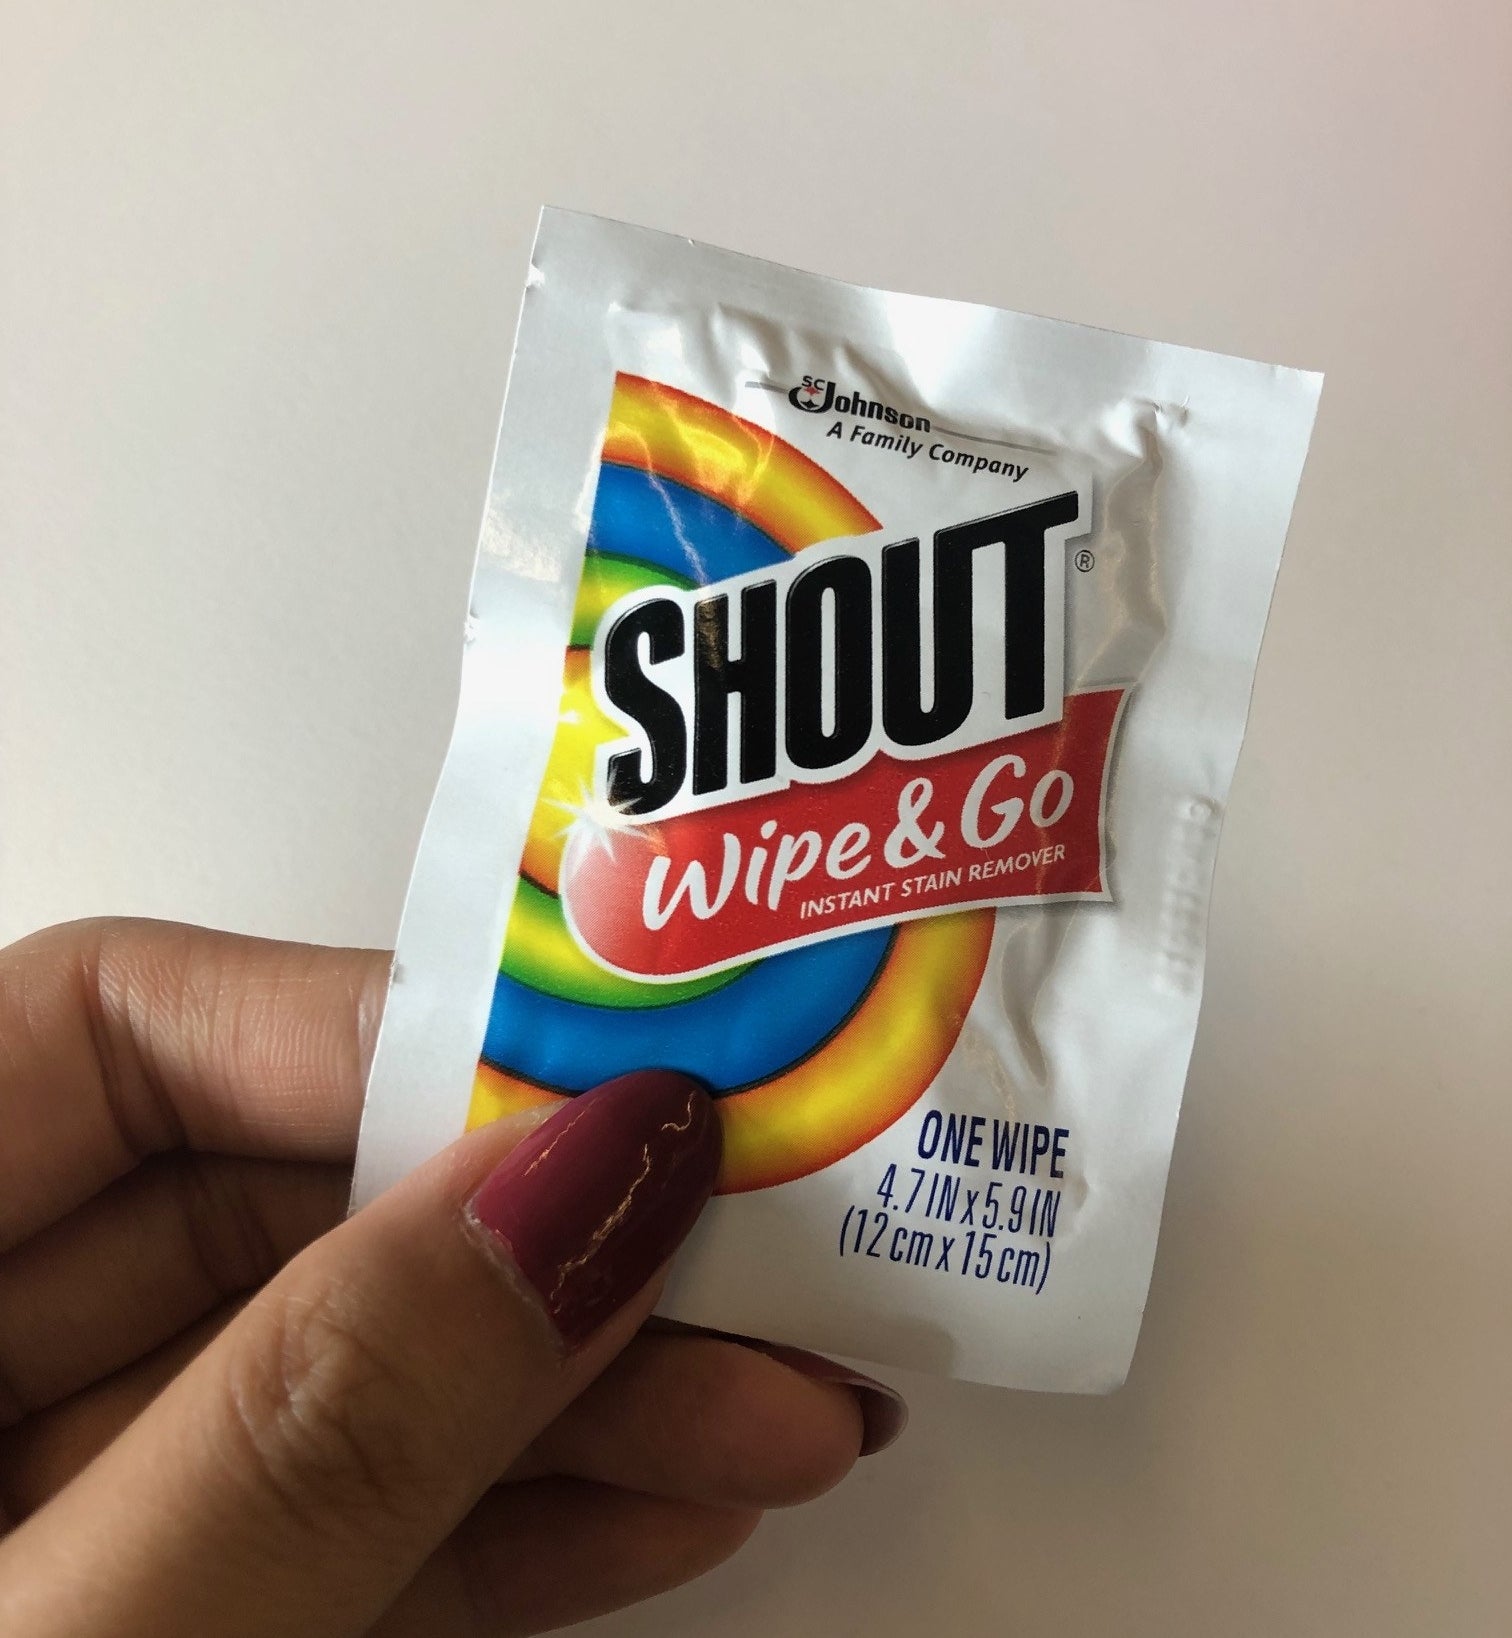 SC Johnson
A Family Company
SHOUT®
Wipe & Go
INSTANT STAIN REMOVER
ONE WIPE
4.7 IN x 5.9 IN
(12 cm x 15 cm)